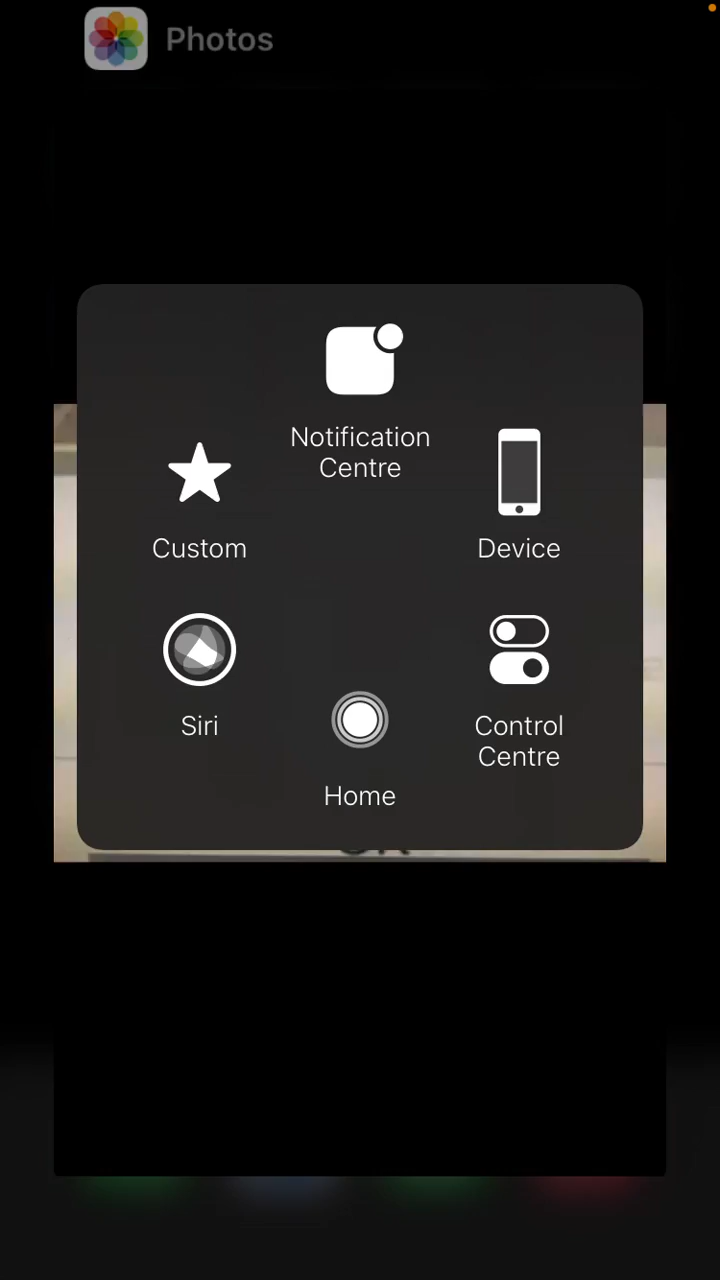 Photos
Notification
Centre
Custom
Device
Siri
Control
Centre
Home